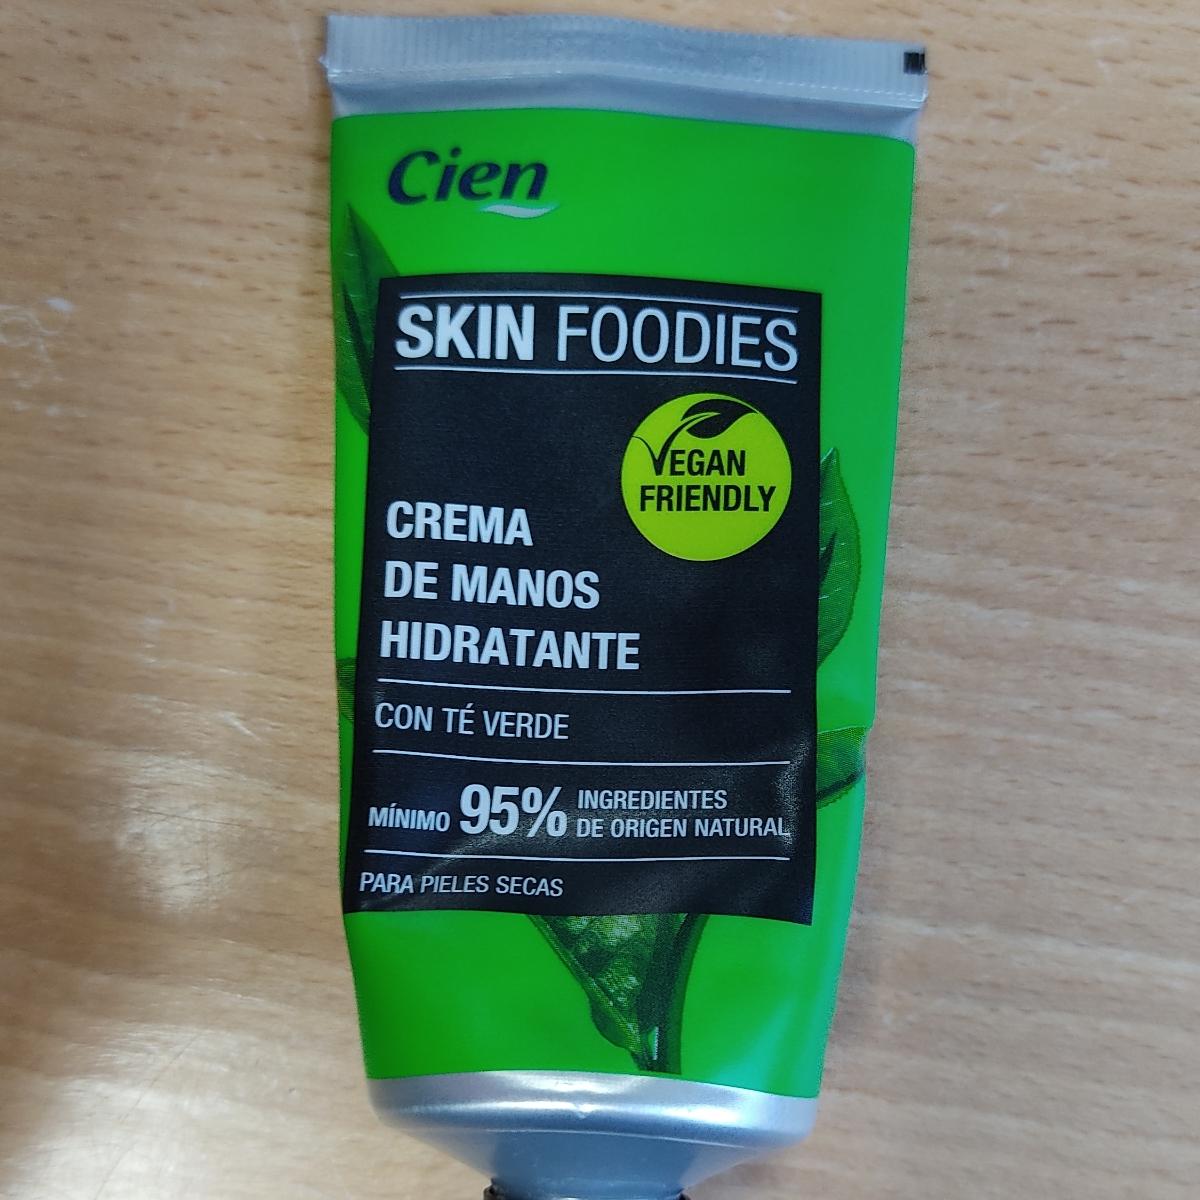 Cien
SKIN FOODIES
VEGAN
FRIENDLY
CREMA
DE MANOS
HIDRATANTE
CON TÉ VERDE
MÍNIMO 95% INGREDIENTES
DE ORIGEN NATURAL
PARA PIELES SECAS